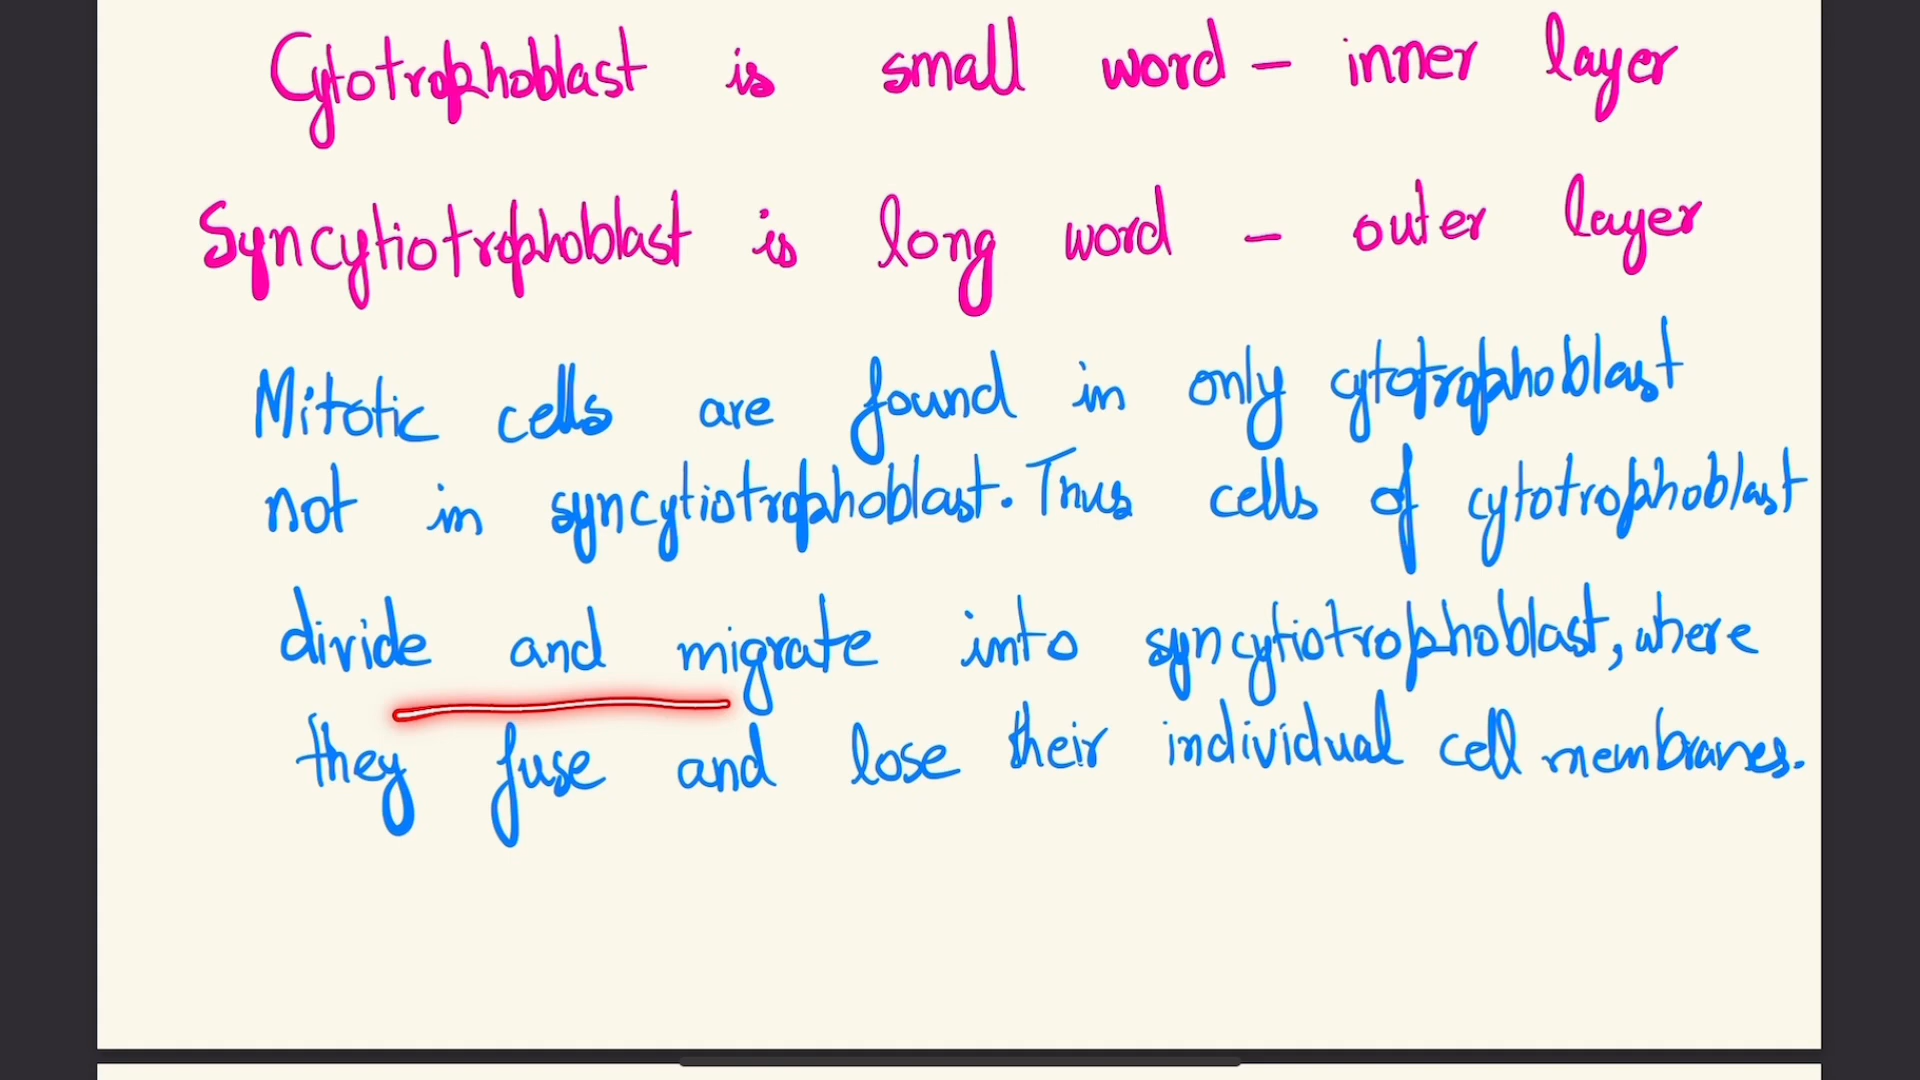 Cytotrophoblast is small word - inner layer
Syncytiotrophoblast is long word - outer layer
Mitotic cells are found in only cytotrophoblast
not in syncytiotrophoblast. Thus cells of cytotrophoblast
divide and migrate into syncytiotrophoblast, where
they fuse and lose their individual cell membranes.